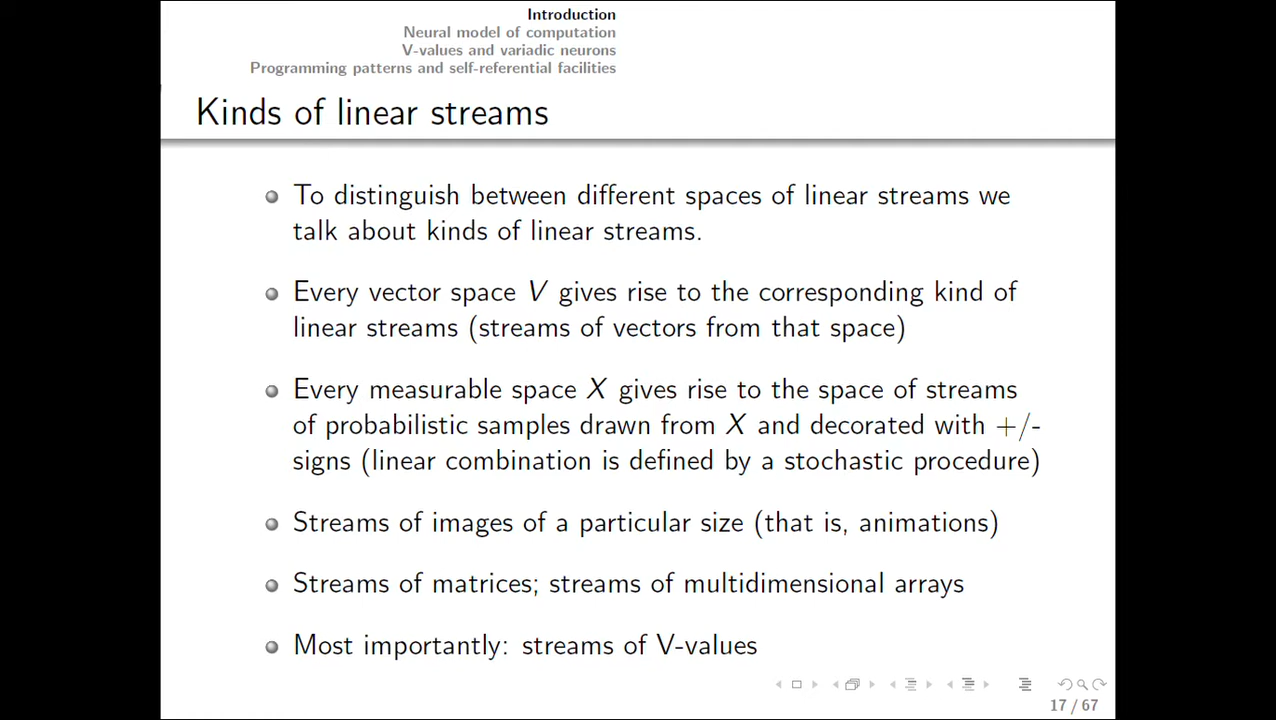 Introduction
Neural model of computation
V-values and variadic neurons
Programming patterns and self-referential facilities
Kinds of linear streams
To distinguish between different spaces of linear streams we
talk about kinds of linear streams.
Every vector space V gives rise to the corresponding kind of
linear streams (streams of vectors from that space)
Every measurable space X gives rise to the space of streams
of probabilistic samples drawn from X and decorated with +/-
signs (linear combination is defined by a stochastic procedure)
Streams of images of a particular size (that is, animations)
Streams of matrices; streams of multidimensional arrays
Most importantly: streams of V-values
17 / 67